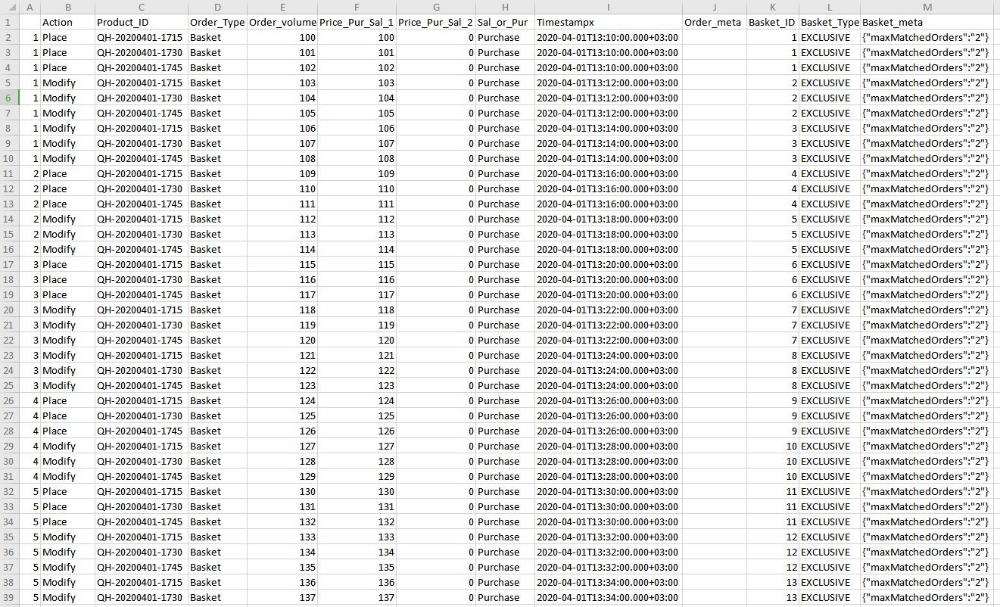 A B C D E F G H I J K L M
1 Action Product_ID Order_Type Order_volume Price_Pur_Sal_1 Price_Pur_Sal_2 Sal_or_Pur Timestampx Order_meta Basket_ID Basket_Type Basket_meta
2 1 Place QH-20200401-1715 Basket 100 100 0 Purchase 2020-04-01T13:10:00.000+03:00 1 EXCLUSIVE {"maxMatchedOrders":"2"}
3 1 Place QH-20200401-1730 Basket 101 101 0 Purchase 2020-04-01T13:10:00.000+03:00 1 EXCLUSIVE {"maxMatchedOrders":"2"}
4 1 Place QH-20200401-1745 Basket 102 102 0 Purchase 2020-04-01T13:10:00.000+03:00 1 EXCLUSIVE {"maxMatchedOrders":"2"}
5 1 Modify QH-20200401-1715 Basket 103 103 0 Purchase 2020-04-01T13:12:00.000+03:00 2 EXCLUSIVE {"maxMatchedOrders":"2"}
6 1 Modify QH-20200401-1730 Basket 104 104 0 Purchase 2020-04-01T13:12:00.000+03:00 2 EXCLUSIVE {"maxMatchedOrders":"2"}
7 1 Modify QH-20200401-1745 Basket 105 105 0 Purchase 2020-04-01T13:12:00.000+03:00 2 EXCLUSIVE {"maxMatchedOrders":"2"}
8 1 Modify QH-20200401-1715 Basket 106 106 0 Purchase 2020-04-01T13:14:00.000+03:00 3 EXCLUSIVE {"maxMatchedOrders":"2"}
9 1 Modify QH-20200401-1730 Basket 107 107 0 Purchase 2020-04-01T13:14:00.000+03:00 3 EXCLUSIVE {"maxMatchedOrders":"2"}
10 1 Modify QH-20200401-1745 Basket 108 108 0 Purchase 2020-04-01T13:14:00.000+03:00 3 EXCLUSIVE {"maxMatchedOrders":"2"}
11 2 Place QH-20200401-1715 Basket 109 109 0 Purchase 2020-04-01T13:16:00.000+03:00 4 EXCLUSIVE {"maxMatchedOrders":"2"}
12 2 Place QH-20200401-1730 Basket 110 110 0 Purchase 2020-04-01T13:16:00.000+03:00 4 EXCLUSIVE {"maxMatchedOrders":"2"}
13 2 Place QH-20200401-1745 Basket 111 111 0 Purchase 2020-04-01T13:16:00.000+03:00 4 EXCLUSIVE {"maxMatchedOrders":"2"}
14 2 Modify QH-20200401-1715 Basket 112 112 0 Purchase 2020-04-01T13:18:00.000+03:00 5 EXCLUSIVE {"maxMatchedOrders":"2"}
15 2 Modify QH-20200401-1730 Basket 113 113 0 Purchase 2020-04-01T13:18:00.000+03:00 5 EXCLUSIVE {"maxMatchedOrders":"2"}
16 2 Modify QH-20200401-1745 Basket 114 114 0 Purchase 2020-04-01T13:18:00.000+03:00 5 EXCLUSIVE {"maxMatchedOrders":"2"}
17 3 Place QH-20200401-1715 Basket 115 115 0 Purchase 2020-04-01T13:20:00.000+03:00 6 EXCLUSIVE {"maxMatchedOrders":"2"}
18 3 Place QH-20200401-1730 Basket 116 116 0 Purchase 2020-04-01T13:20:00.000+03:00 6 EXCLUSIVE {"maxMatchedOrders":"2"}
19 3 Place QH-20200401-1745 Basket 117 117 0 Purchase 2020-04-01T13:20:00.000+03:00 6 EXCLUSIVE {"maxMatchedOrders":"2"}
20 3 Modify QH-20200401-1715 Basket 118 118 0 Purchase 2020-04-01T13:22:00.000+03:00 7 EXCLUSIVE {"maxMatchedOrders":"2"}
21 3 Modify QH-20200401-1730 Basket 119 119 0 Purchase 2020-04-01T13:22:00.000+03:00 7 EXCLUSIVE {"maxMatchedOrders":"2"}
22 3 Modify QH-20200401-1745 Basket 120 120 0 Purchase 2020-04-01T13:22:00.000+03:00 7 EXCLUSIVE {"maxMatchedOrders":"2"}
23 3 Modify QH-20200401-1715 Basket 121 121 0 Purchase 2020-04-01T13:24:00.000+03:00 8 EXCLUSIVE {"maxMatchedOrders":"2"}
24 3 Modify QH-20200401-1730 Basket 122 122 0 Purchase 2020-04-01T13:24:00.000+03:00 8 EXCLUSIVE {"maxMatchedOrders":"2"}
25 3 Modify QH-20200401-1745 Basket 123 123 0 Purchase 2020-04-01T13:24:00.000+03:00 8 EXCLUSIVE {"maxMatchedOrders":"2"}
26 4 Place QH-20200401-1715 Basket 124 124 0 Purchase 2020-04-01T13:26:00.000+03:00 9 EXCLUSIVE {"maxMatchedOrders":"2"}
27 4 Place QH-20200401-1730 Basket 125 125 0 Purchase 2020-04-01T13:26:00.000+03:00 9 EXCLUSIVE {"maxMatchedOrders":"2"}
28 4 Place QH-20200401-1745 Basket 126 126 0 Purchase 2020-04-01T13:26:00.000+03:00 9 EXCLUSIVE {"maxMatchedOrders":"2"}
29 4 Modify QH-20200401-1715 Basket 127 127 0 Purchase 2020-04-01T13:28:00.000+03:00 10 EXCLUSIVE {"maxMatchedOrders":"2"}
30 4 Modify QH-20200401-1730 Basket 128 128 0 Purchase 2020-04-01T13:28:00.000+03:00 10 EXCLUSIVE {"maxMatchedOrders":"2"}
31 4 Modify QH-20200401-1745 Basket 129 129 0 Purchase 2020-04-01T13:28:00.000+03:00 10 EXCLUSIVE {"maxMatchedOrders":"2"}
32 5 Place QH-20200401-1715 Basket 130 130 0 Purchase 2020-04-01T13:30:00.000+03:00 11 EXCLUSIVE {"maxMatchedOrders":"2"}
33 5 Place QH-20200401-1730 Basket 131 131 0 Purchase 2020-04-01T13:30:00.000+03:00 11 EXCLUSIVE {"maxMatchedOrders":"2"}
34 5 Place QH-20200401-1745 Basket 132 132 0 Purchase 2020-04-01T13:30:00.000+03:00 11 EXCLUSIVE {"maxMatchedOrders":"2"}
35 5 Modify QH-20200401-1715 Basket 133 133 0 Purchase 2020-04-01T13:32:00.000+03:00 12 EXCLUSIVE {"maxMatchedOrders":"2"}
36 5 Modify QH-20200401-1730 Basket 134 134 0 Purchase 2020-04-01T13:32:00.000+03:00 12 EXCLUSIVE {"maxMatchedOrders":"2"}
37 5 Modify QH-20200401-1745 Basket 135 135 0 Purchase 2020-04-01T13:32:00.000+03:00 12 EXCLUSIVE {"maxMatchedOrders":"2"}
38 5 Modify QH-20200401-1715 Basket 136 136 0 Purchase 2020-04-01T13:34:00.000+03:00 13 EXCLUSIVE {"maxMatchedOrders":"2"}
39 5 Modify QH-20200401-1730 Basket 137 137 0 Purchase 2020-04-01T13:34:00.000+03:00 13 EXCLUSIVE {"maxMatchedOrders":"2"}